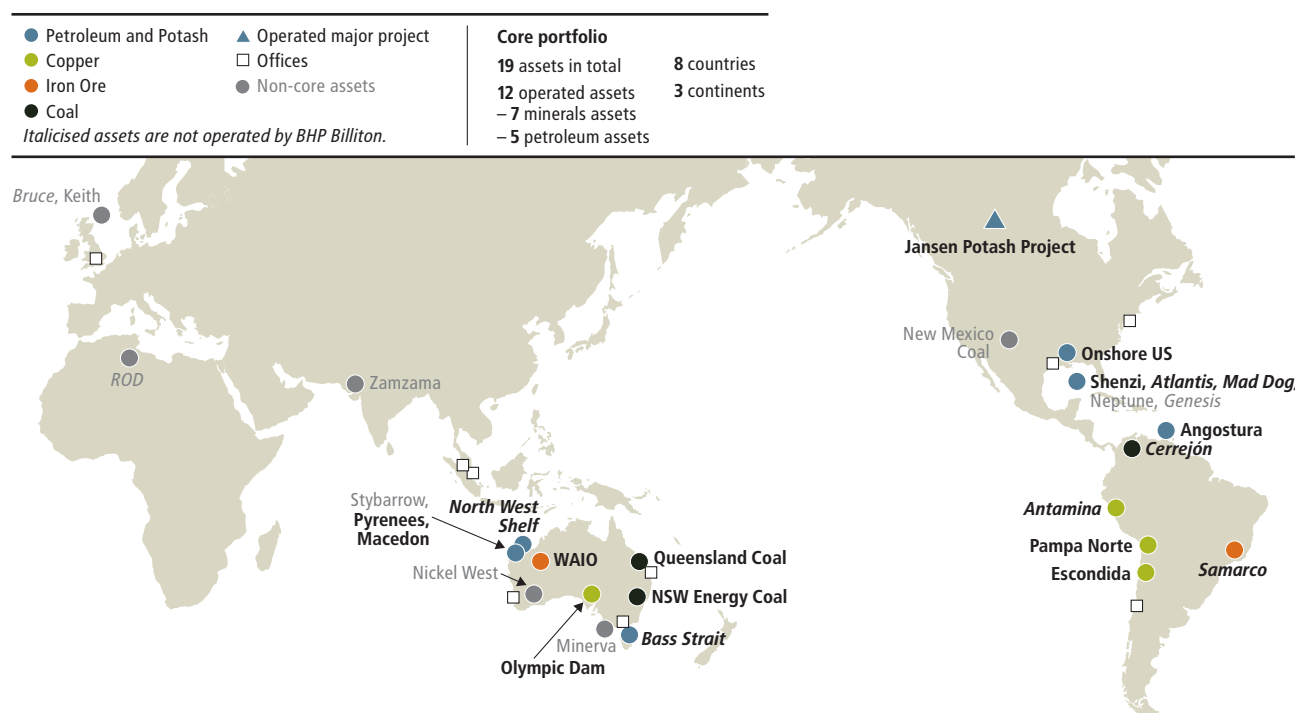 Petroleum and Potash
Copper
Iron Ore
Coal
Operated major project
Offices
Non-core assets
Italicised assets are not operated by BHP Billiton.
Core portfolio
19 assets in total
12 operated assets
– 7 minerals assets
– 5 petroleum assets
8 countries
3 continents
Bruce, Keith
ROD
Zamzama
Jansen Potash Project
New Mexico
Coal
Onshore US
Shenzi, Atlantis, Mad Dog,
Neptune, Genesis
Angostura
Cerrejón
Antamina
Pampa Norte
Escondida
Samarco
Stybarrow,
Pyrenees,
Macedon
North West
Shelf
WAIO
Queensland Coal
Nickel West
NSW Energy Coal
Minerva
Bass Strait
Olympic Dam